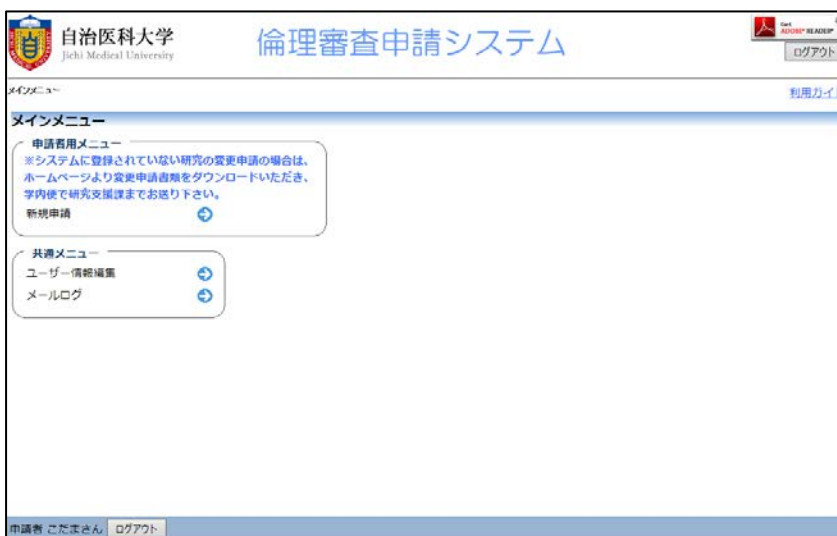 自治医科大学
Jichi Medical University
倫理審査申請システム
Get
ADOBE® READER®
ログアウト
メインメニュー
利用ガイド
メインメニュー
申請者用メニュー
※システムに登録されていない研究の変更申請の場合は、
ホームページより変更申請書類をダウンロードいただき、
学内便で研究支援課までお送り下さい。
新規申請
共通メニュー
ユーザー情報編集
メールログ
申請者 こだまさん ログアウト